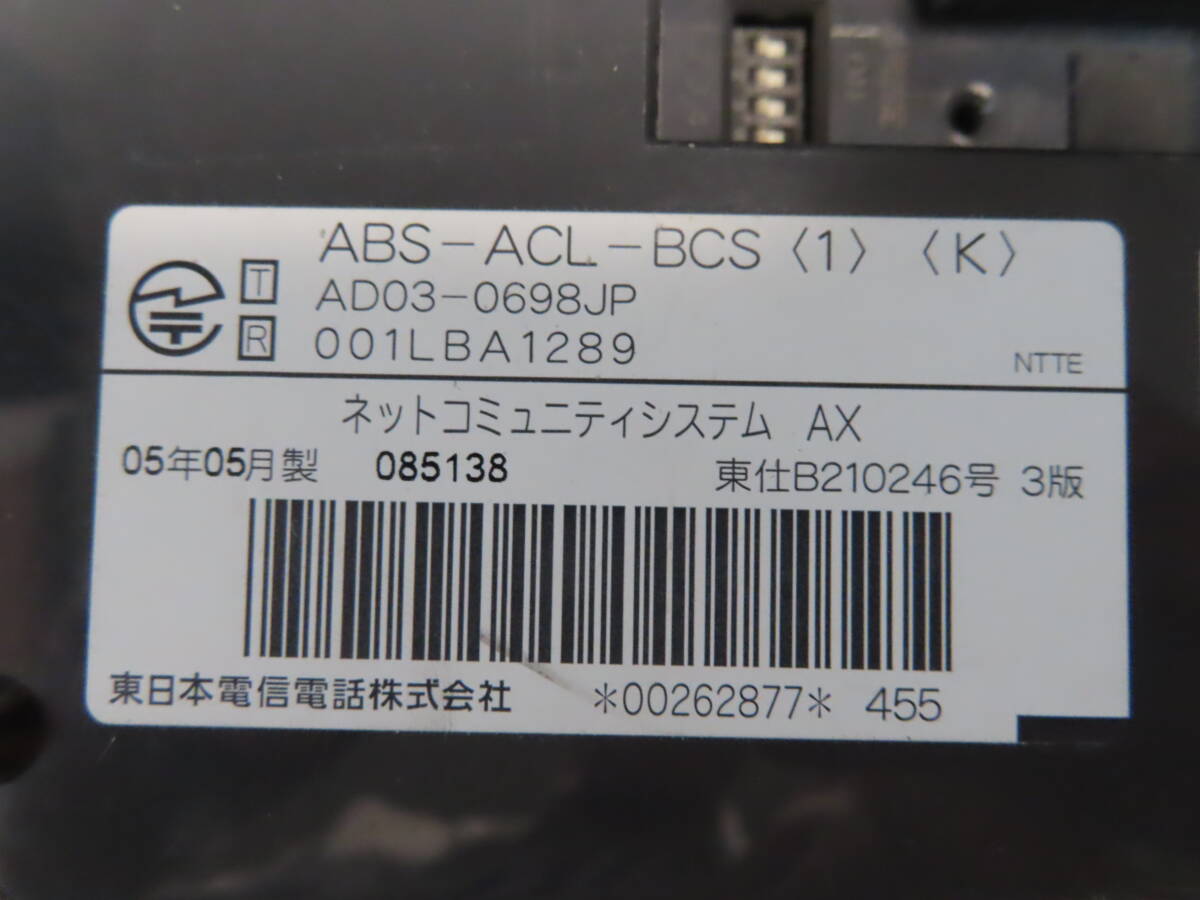 ABS-ACL-BCS〈1〉〈K〉
T AD03-0698JP
R 001LBA1289
NTTE
ネットコミュニティシステム AX
05年05月製 085138 東仕B210246号 3版
東日本電信電話株式会社 *00262877* 455